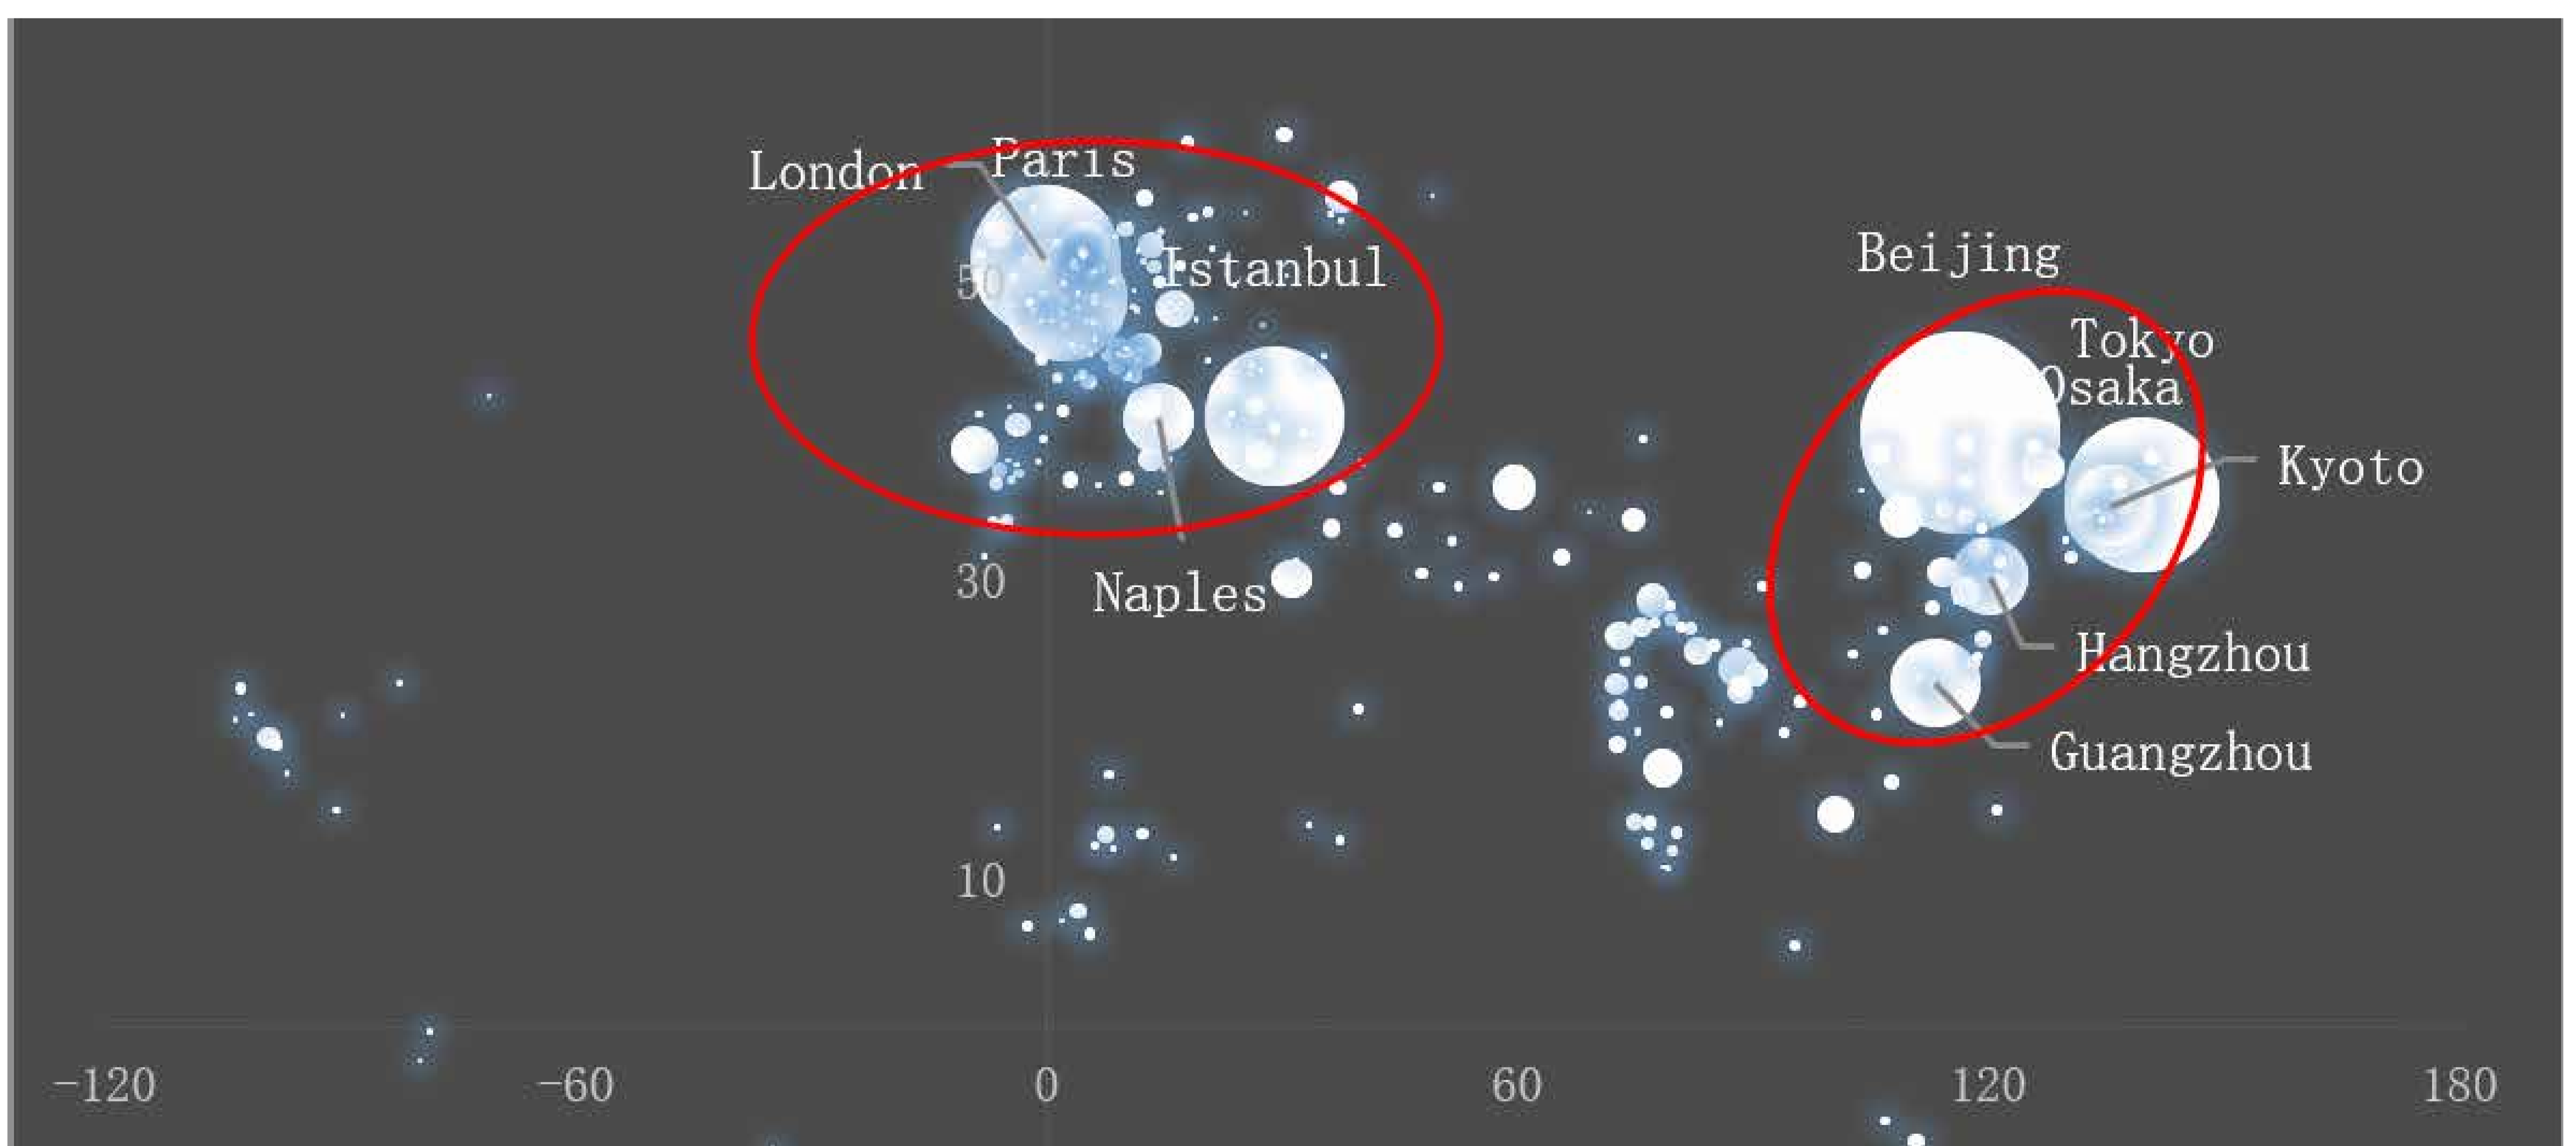 London
Paris
50
Istanbul
Beijing
Tokyo
Osaka
Kyoto
30
Naples
Hangzhou
Guangzhou
10
-120
-60
0
60
120
180